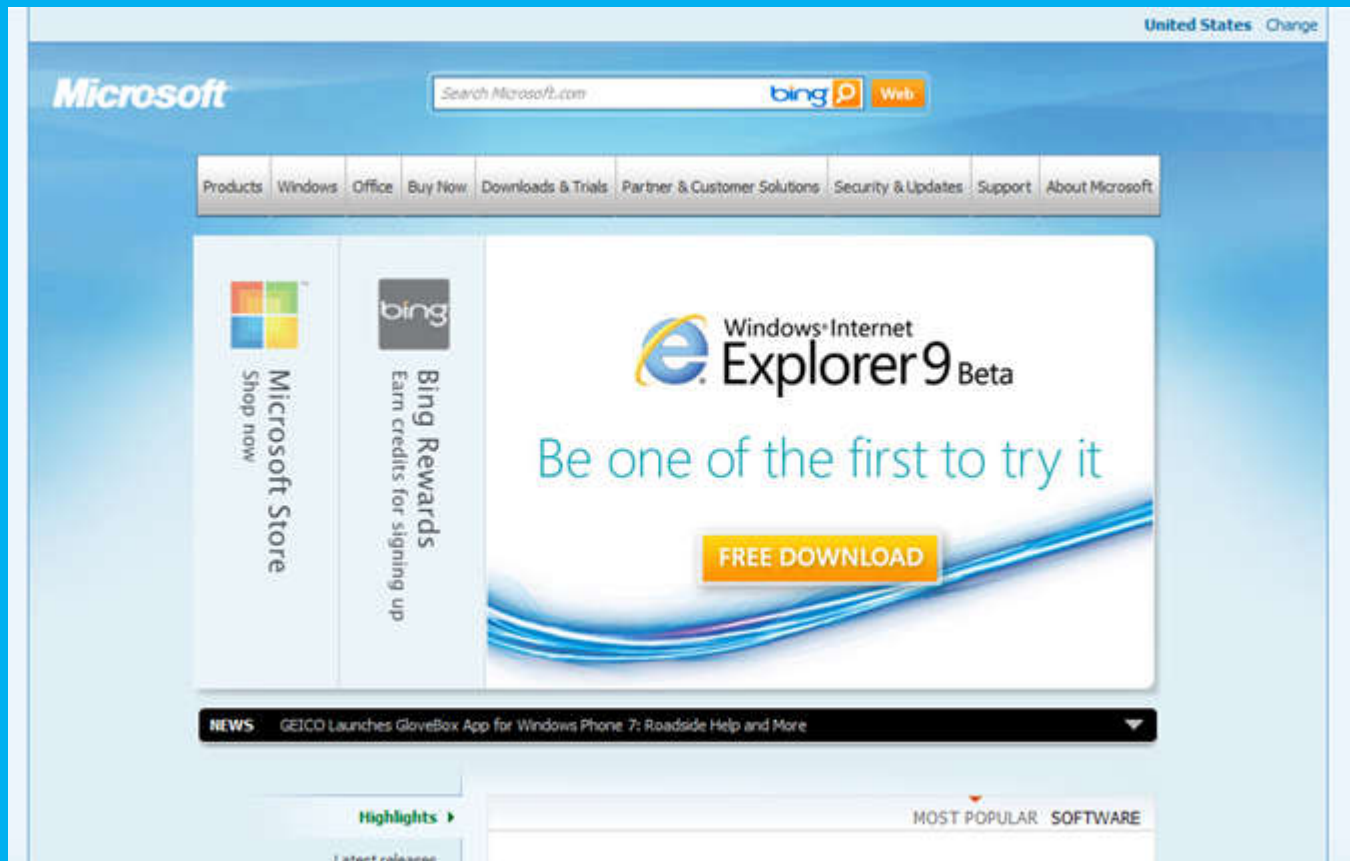 United States Change
Microsoft
Search Microsoft.com bing Web
Products Windows Office Buy Now Downloads & Trials Partner & Customer Solutions Security & Updates Support About Microsoft
Microsoft Store
Shop now
bing
Bing Rewards
Earn credits for signing up
Windows Internet
Explorer 9 Beta
Be one of the first to try it
FREE DOWNLOAD
NEWS GEICO Launches GloveBox App for Windows Phone 7: Roadside Help and More
Highlights
MOST POPULAR SOFTWARE
Latest releases